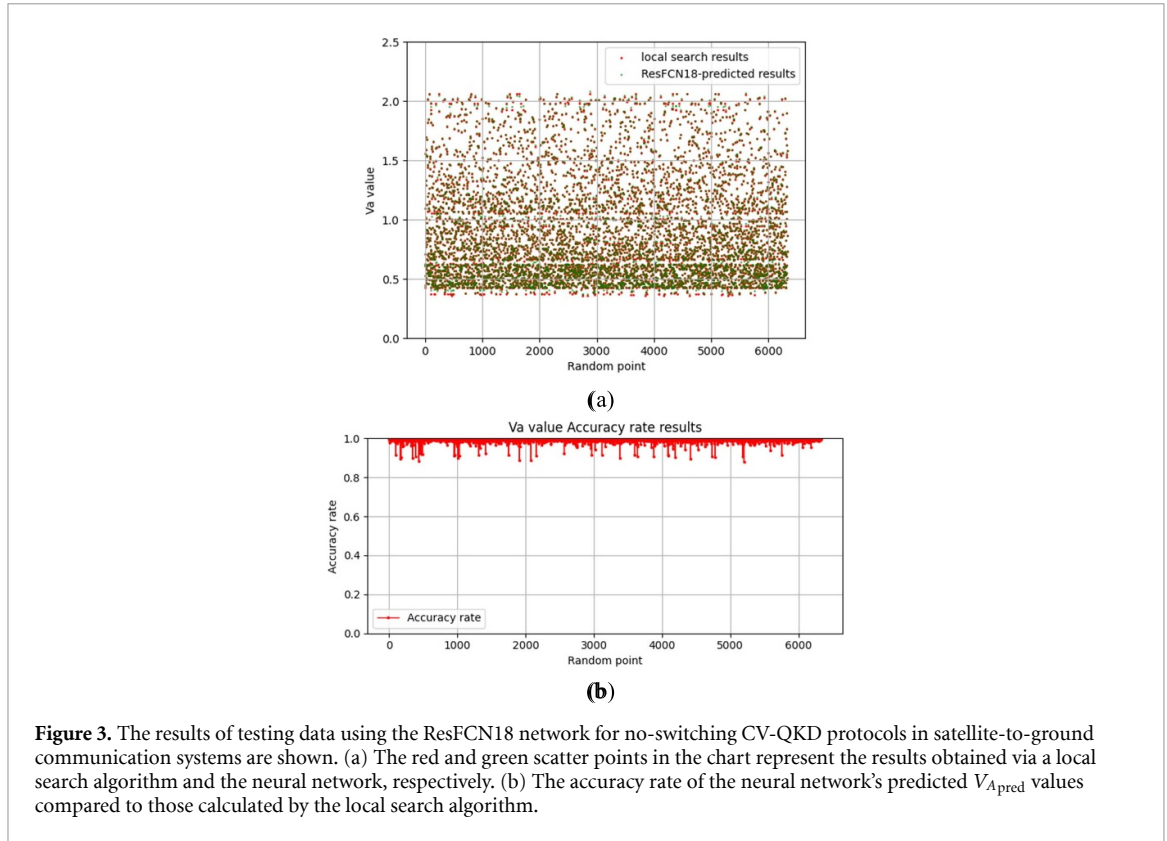 2.5
local search results
ResFCN18-predicted results
2.0
1.5
Va value
1.0
0.5
0.0
0 1000 2000 3000 4000 5000 6000
Random point
(a)
Va value Accuracy rate results
1.0
0.8
0.6
Accuracy rate
0.4
0.2
Accuracy rate
0.0
0 1000 2000 3000 4000 5000 6000
Random point
(b)
Figure 3. The results of testing data using the ResFCN18 network for no-switching CV-QKD protocols in satellite-to-ground
communication systems are shown. (a) The red and green scatter points in the chart represent the results obtained via a local
search algorithm and the neural network, respectively. (b) The accuracy rate of the neural network's predicted V_{A_{pred}} values
compared to those calculated by the local search algorithm.